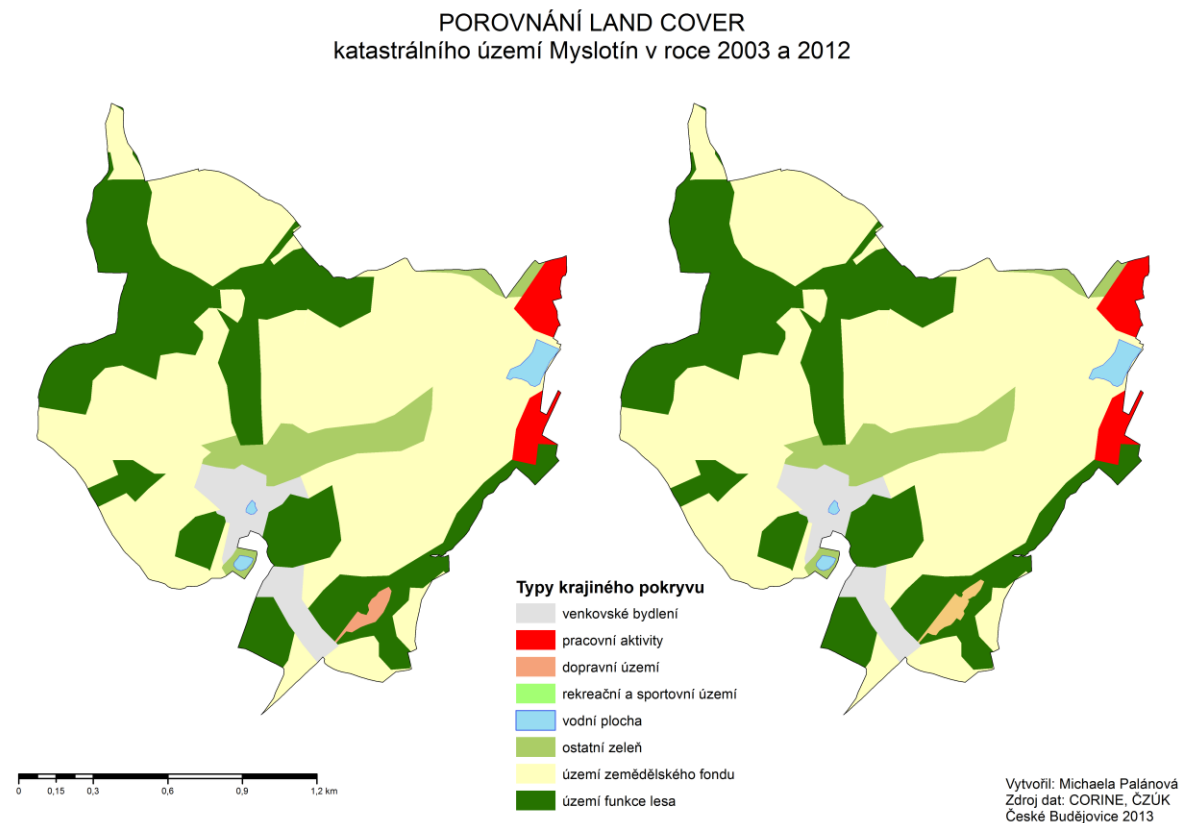 POROVNÁNÍ LAND COVER
katastrálního území Myslotín v roce 2003 a 2012
Typy krajiného pokryvu
venkovské bydlení
pracovní aktivity
dopravní území
rekreační a sportovní území
vodní plocha
ostatní zeleň
území zemědělského fondu
území funkce lesa
0 0,15 0,3 0,6 0,9 1,2 km
Vytvořil: Michaela Palánová
Zdroj dat: CORINE, ČZÚK
České Budějovice 2013